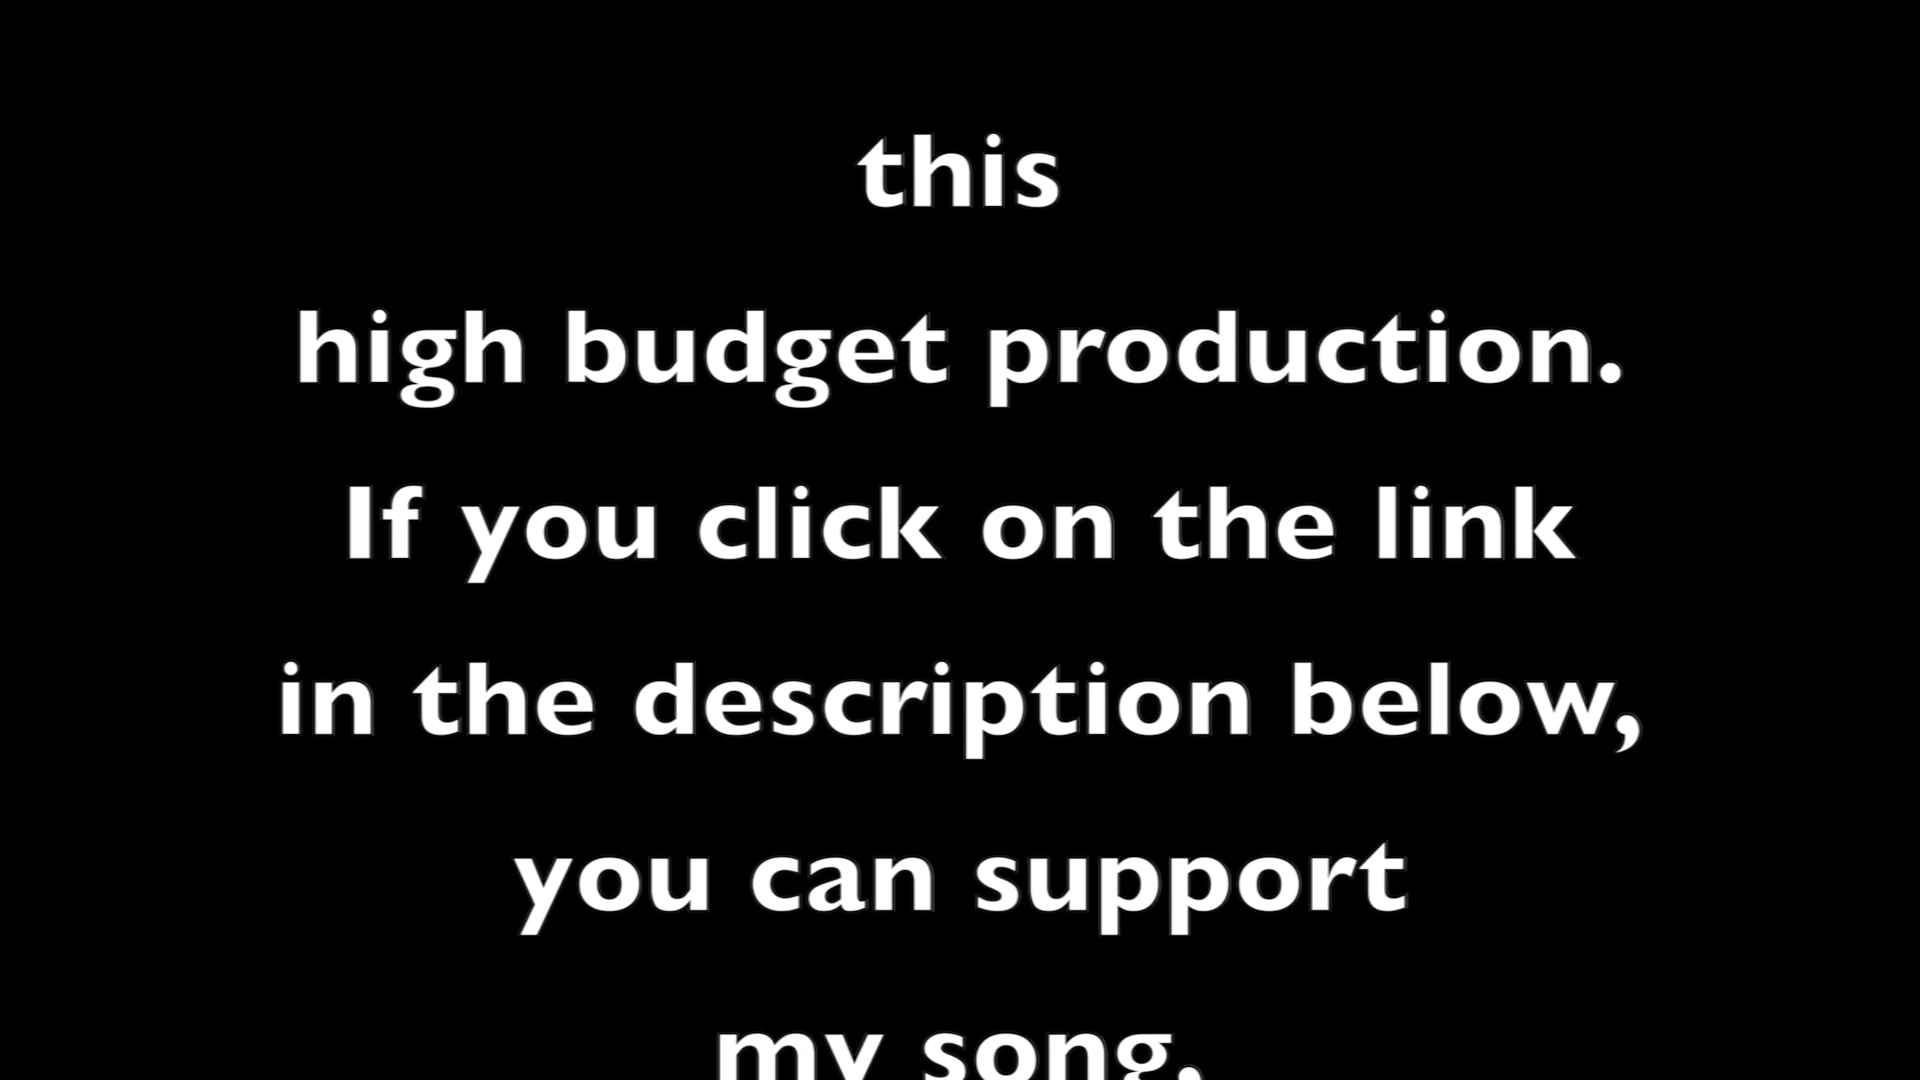 this
high budget production.
If you click on the link
in the description below,
you can support
my song.